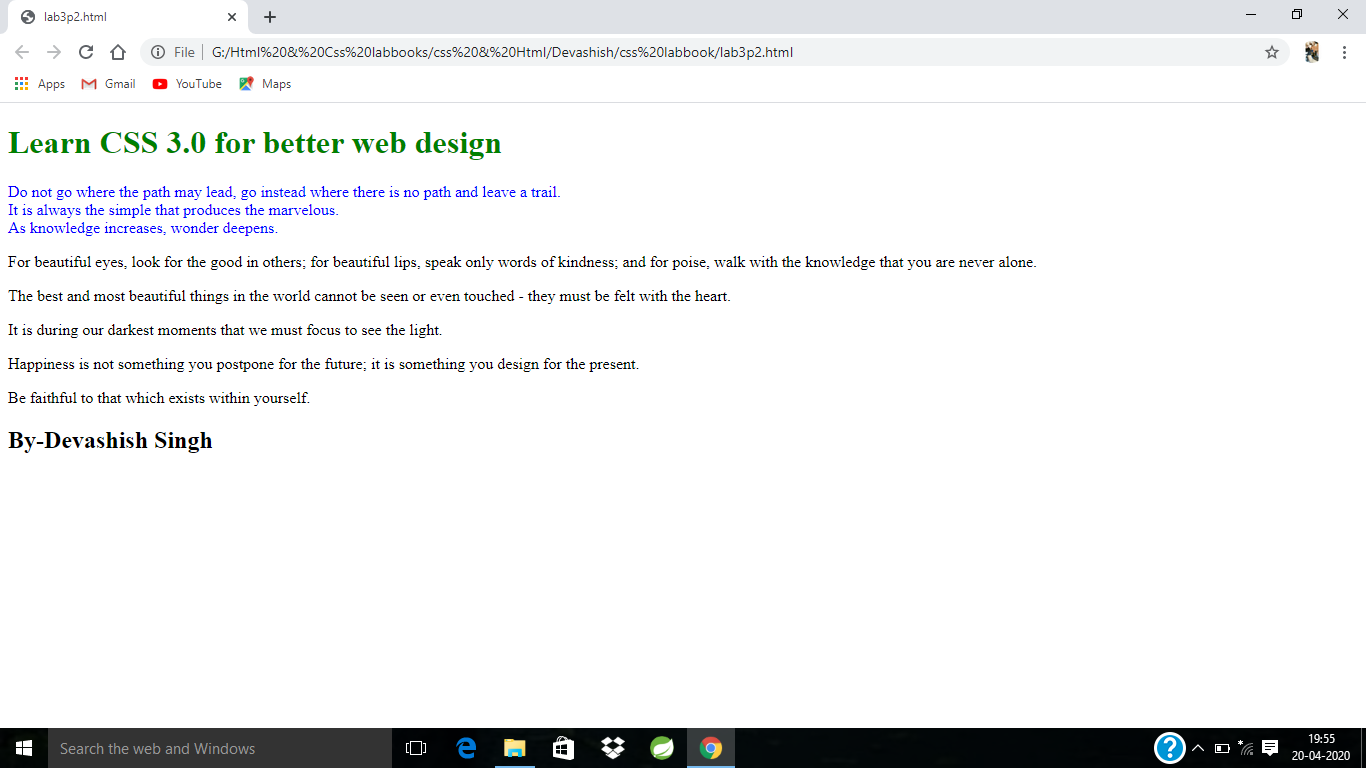 lab3p2.html
File G:/Html%20&%20Css%20labbooks/css%20&%20Html/Devashish/css%20labbook/lab3p2.html
Apps Gmail YouTube Maps
Learn CSS 3.0 for better web design
Do not go where the path may lead, go instead where there is no path and leave a trail.
It is always the simple that produces the marvelous.
As knowledge increases, wonder deepens.
For beautiful eyes, look for the good in others; for beautiful lips, speak only words of kindness; and for poise, walk with the knowledge that you are never alone.
The best and most beautiful things in the world cannot be seen or even touched - they must be felt with the heart.
It is during our darkest moments that we must focus to see the light.
Happiness is not something you postpone for the future; it is something you design for the present.
Be faithful to that which exists within yourself.
By-Devashish Singh
Search the web and Windows
19:55
20-04-2020